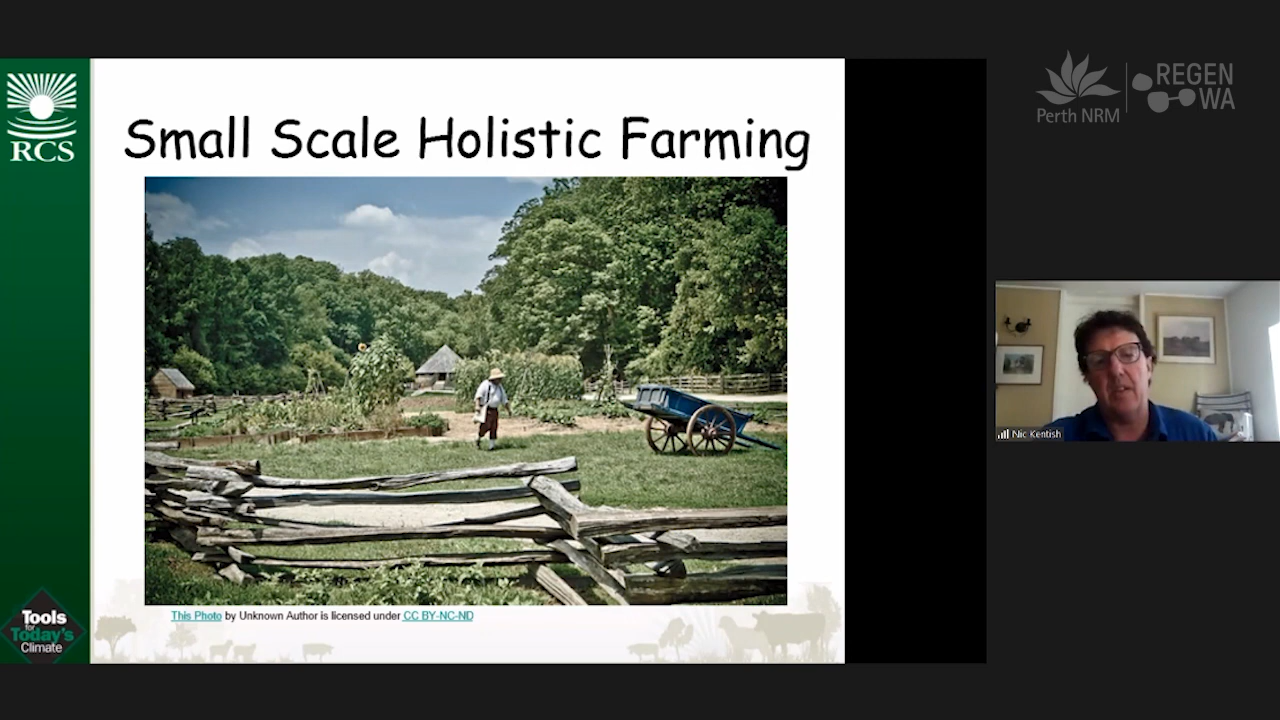 RCS
Small Scale Holistic Farming
This Photo by Unknown Author is licensed under CC BY-NC-ND
Tools
for
Today's
Climate
Perth NRM
REGEN
WA
Nic Kentish